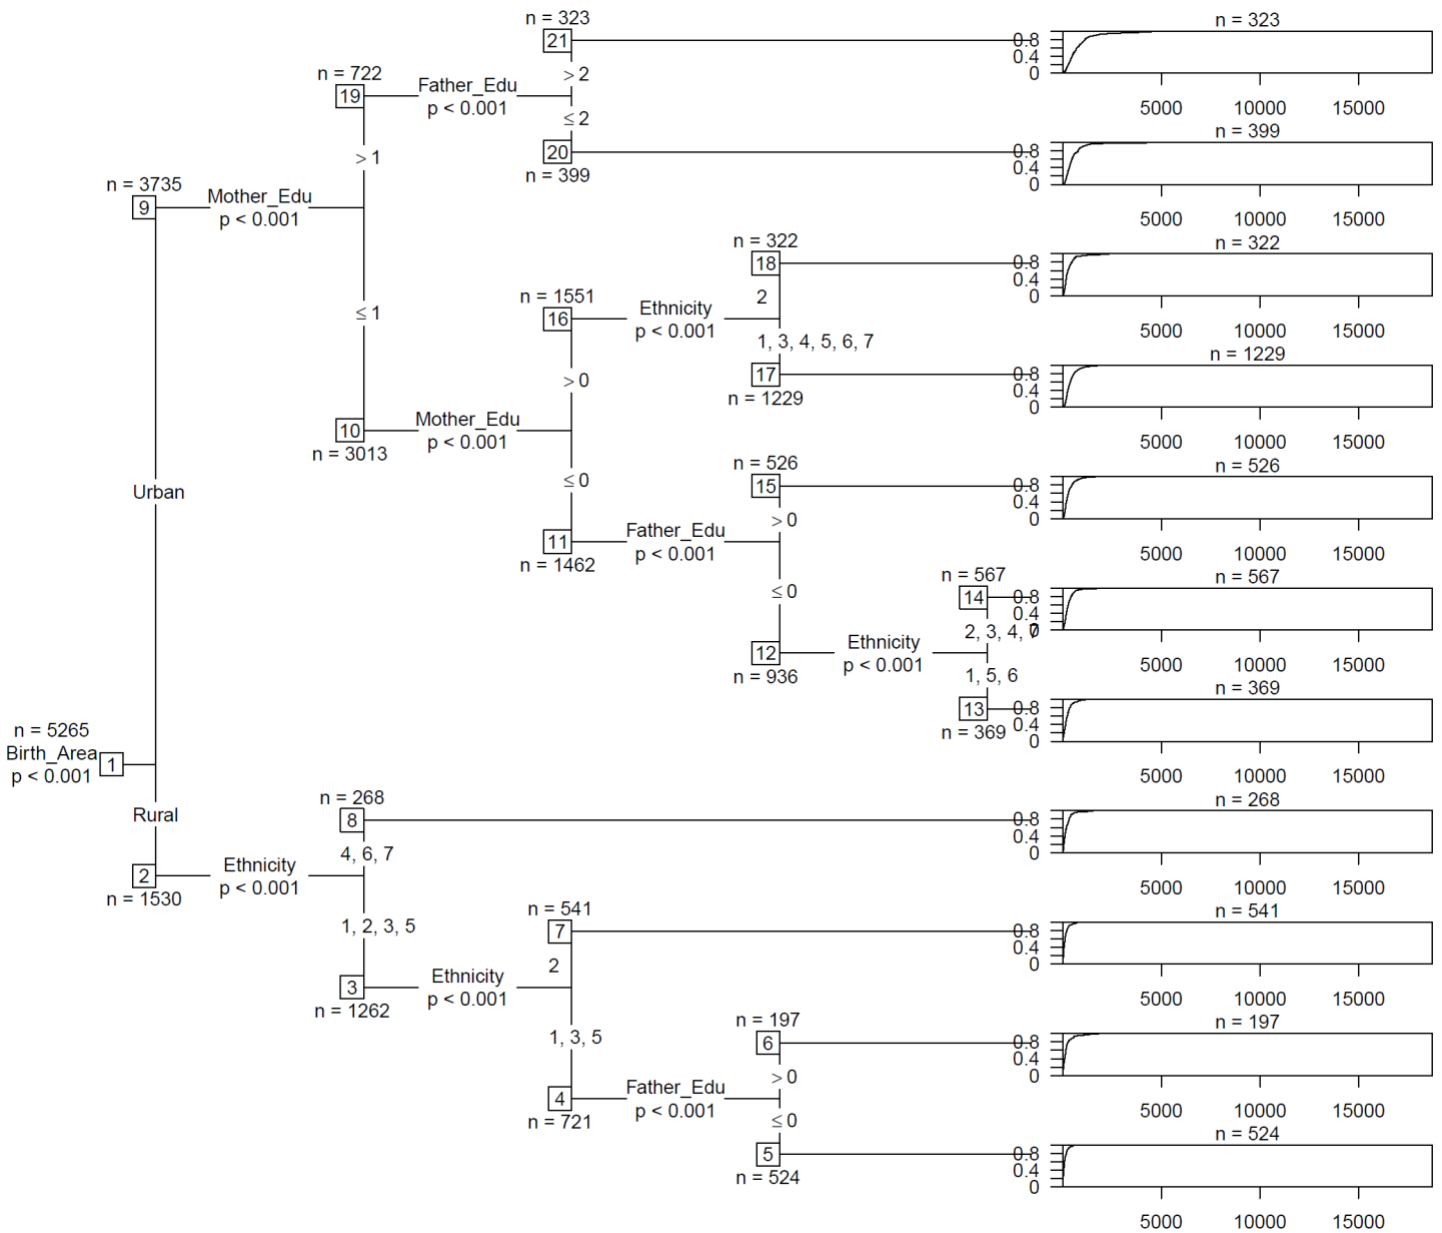 n = 323
21
> 2
n = 722
19
Father_Edu
p < 0.001
≤ 2
20
n = 399
> 1
n = 3735
9
Mother_Edu
p < 0.001
≤ 1
n = 322
18
2
n = 1551
16
Ethnicity
p < 0.001
1, 3, 4, 5, 6, 7
17
n = 1229
> 0
10
n = 3013
Mother_Edu
p < 0.001
≤ 0
n = 526
15
> 0
11
n = 1462
Father_Edu
p < 0.001
≤ 0
n = 567
14
2, 3, 4, 7
12
n = 936
Ethnicity
p < 0.001
1, 5, 6
13
n = 369
Urban
n = 5265
Birth_Area
p < 0.001
1
Rural
n = 268
8
4, 6, 7
2
n = 1530
Ethnicity
p < 0.001
1, 2, 3, 5
n = 541
7
2
3
n = 1262
Ethnicity
p < 0.001
1, 3, 5
n = 197
6
> 0
4
n = 721
Father_Edu
p < 0.001
≤ 0
5
n = 524
n = 323
0.8
0.4
0
5000 10000 15000
n = 399
0.8
0.4
0
5000 10000 15000
n = 322
0.8
0.4
0
5000 10000 15000
n = 1229
0.8
0.4
0
5000 10000 15000
n = 526
0.8
0.4
0
5000 10000 15000
n = 567
0.8
0.4
0
5000 10000 15000
n = 369
0.8
0.4
0
5000 10000 15000
n = 268
0.8
0.4
0
5000 10000 15000
n = 541
0.8
0.4
0
5000 10000 15000
n = 197
0.8
0.4
0
5000 10000 15000
n = 524
0.8
0.4
0
5000 10000 15000